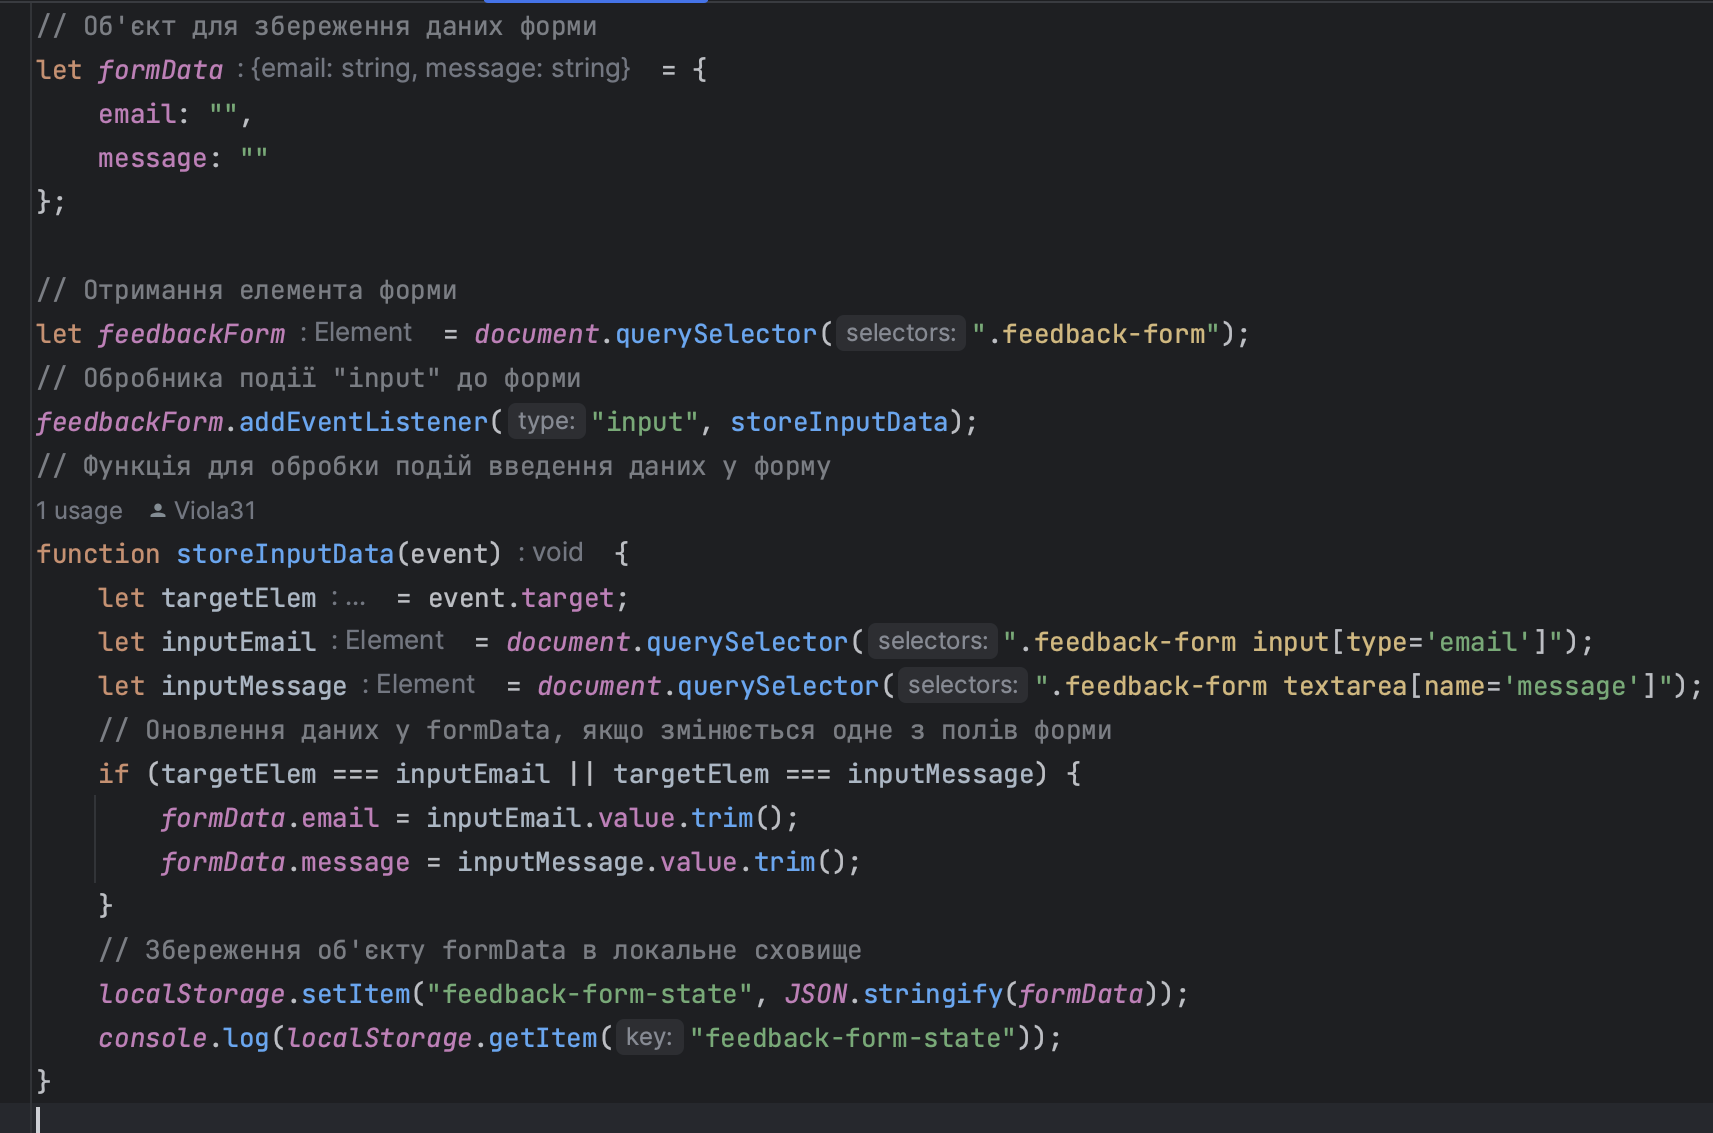 // Об'єкт для збереження даних форми
let formData : {email: string, message: string} = {
    email: "",
    message: ""
};
// Отримання елемента форми
let feedbackForm : Element = document.querySelector( selectors: ".feedback-form");
// Обробника події "input" до форми
feedbackForm.addEventListener( type: "input", storeInputData);
// Функція для обробки подій введення даних у форму
1 usage Viola31
function storeInputData(event) : void {
    let targetElem : ... = event.target;
    let inputEmail : Element = document.querySelector( selectors: ".feedback-form input[type='email']");
    let inputMessage : Element = document.querySelector( selectors: ".feedback-form textarea[name='message']");
    // Оновлення даних у formData, якщо змінюється одне з полів форми
    if (targetElem === inputEmail || targetElem === inputMessage) {
        formData.email = inputEmail.value.trim();
        formData.message = inputMessage.value.trim();
    }
    // Збереження об'єкту formData в локальне сховище
    localStorage.setItem("feedback-form-state", JSON.stringify(formData));
    console.log(localStorage.getItem( key: "feedback-form-state"));
}